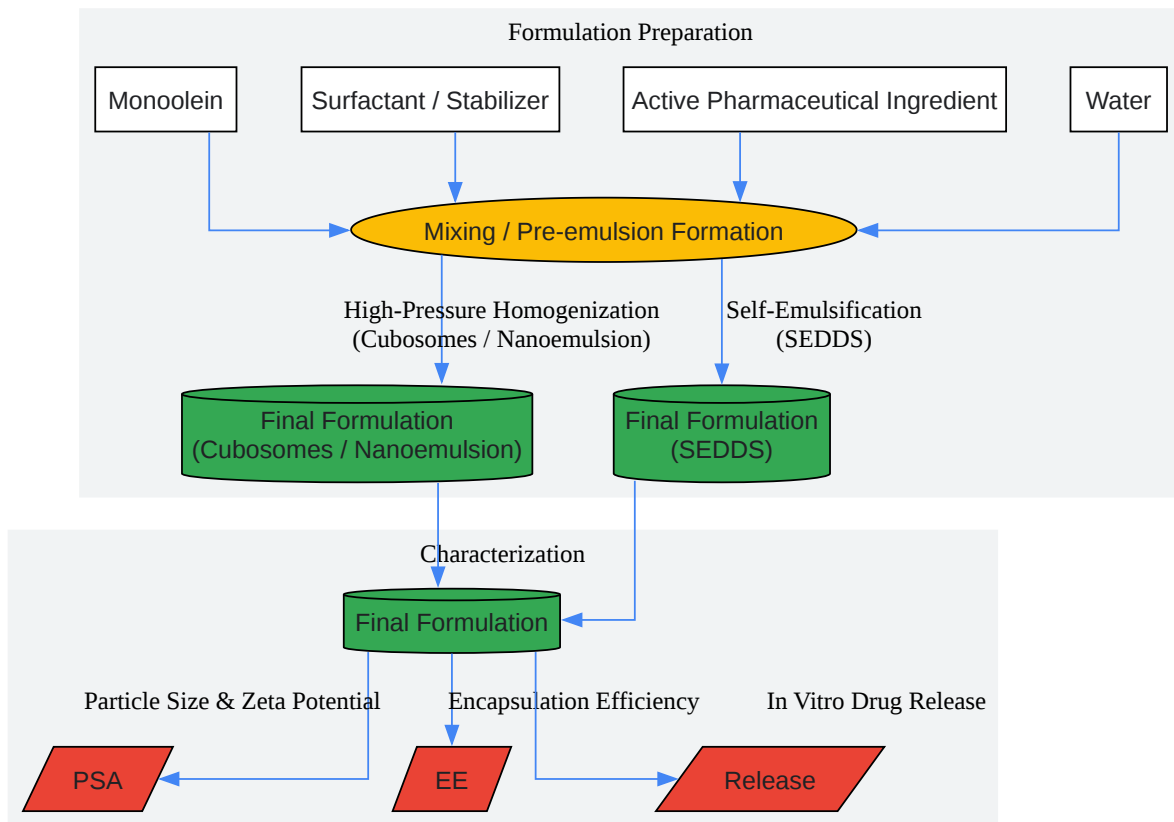 Formulation Preparation
Monoolein
Surfactant / Stabilizer
Active Pharmaceutical Ingredient
Water
Mixing / Pre-emulsion Formation
High-Pressure Homogenization
(Cubosomes / Nanoemulsion)
Self-Emulsification
(SEDDS)
Final Formulation
(Cubosomes / Nanoemulsion)
Final Formulation
(SEDDS)
Characterization
Final Formulation
Particle Size & Zeta Potential
Encapsulation Efficiency
In Vitro Drug Release
PSA
EE
Release